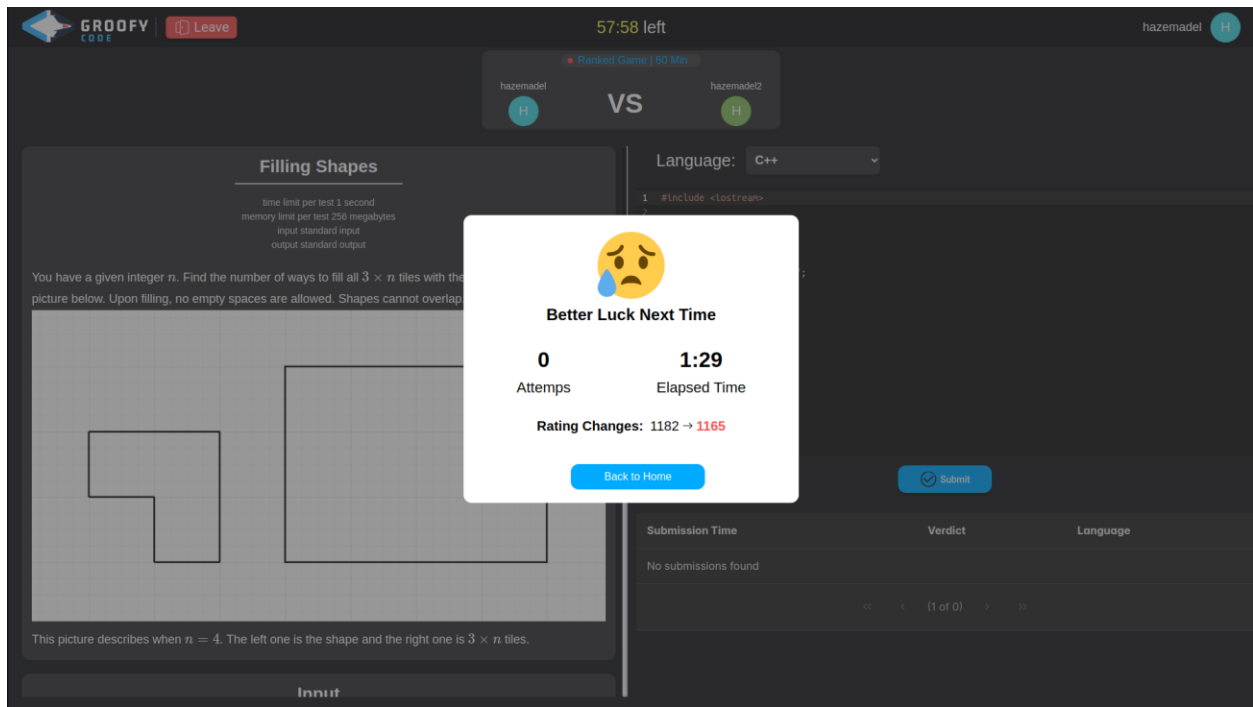 GROOFY
CODE
Leave
57:58 left
hazemadel
H
Ranked Game | 60 Min
hazemadel
hazemadel2
H
VS
H
Filling Shapes
time limit per test 1 second
memory limit per test 256 megabytes
input standard input
output standard output
You have a given integer n. Find the number of ways to fill all 3 × n tiles with the
picture below. Upon filling, no empty spaces are allowed. Shapes cannot overlap.
This picture describes when n = 4. The left one is the shape and the right one is 3 × n tiles.
Input
Language: C++
1 #include <iostream>
2
;
Better Luck Next Time
0
1:29
Attemps
Elapsed Time
Rating Changes: 1182 → 1165
Back to Home
Submit
Submission Time Verdict Language
No submissions found
<< < (1 of 0) > >>